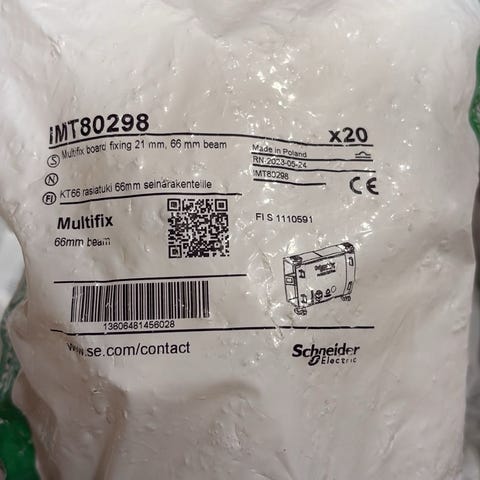 IMT80298
x20
S Multifix board fixing 21 mm, 66 mm beam
N
FI KT66 rasiatuki 66mm seinärakenteille
Made in Poland
RN-2023-05-24
IMT80298
CE
Multifix
66mm beam
FI S 1110591
13606481456028
www.se.com/contact
Schneider
Electric